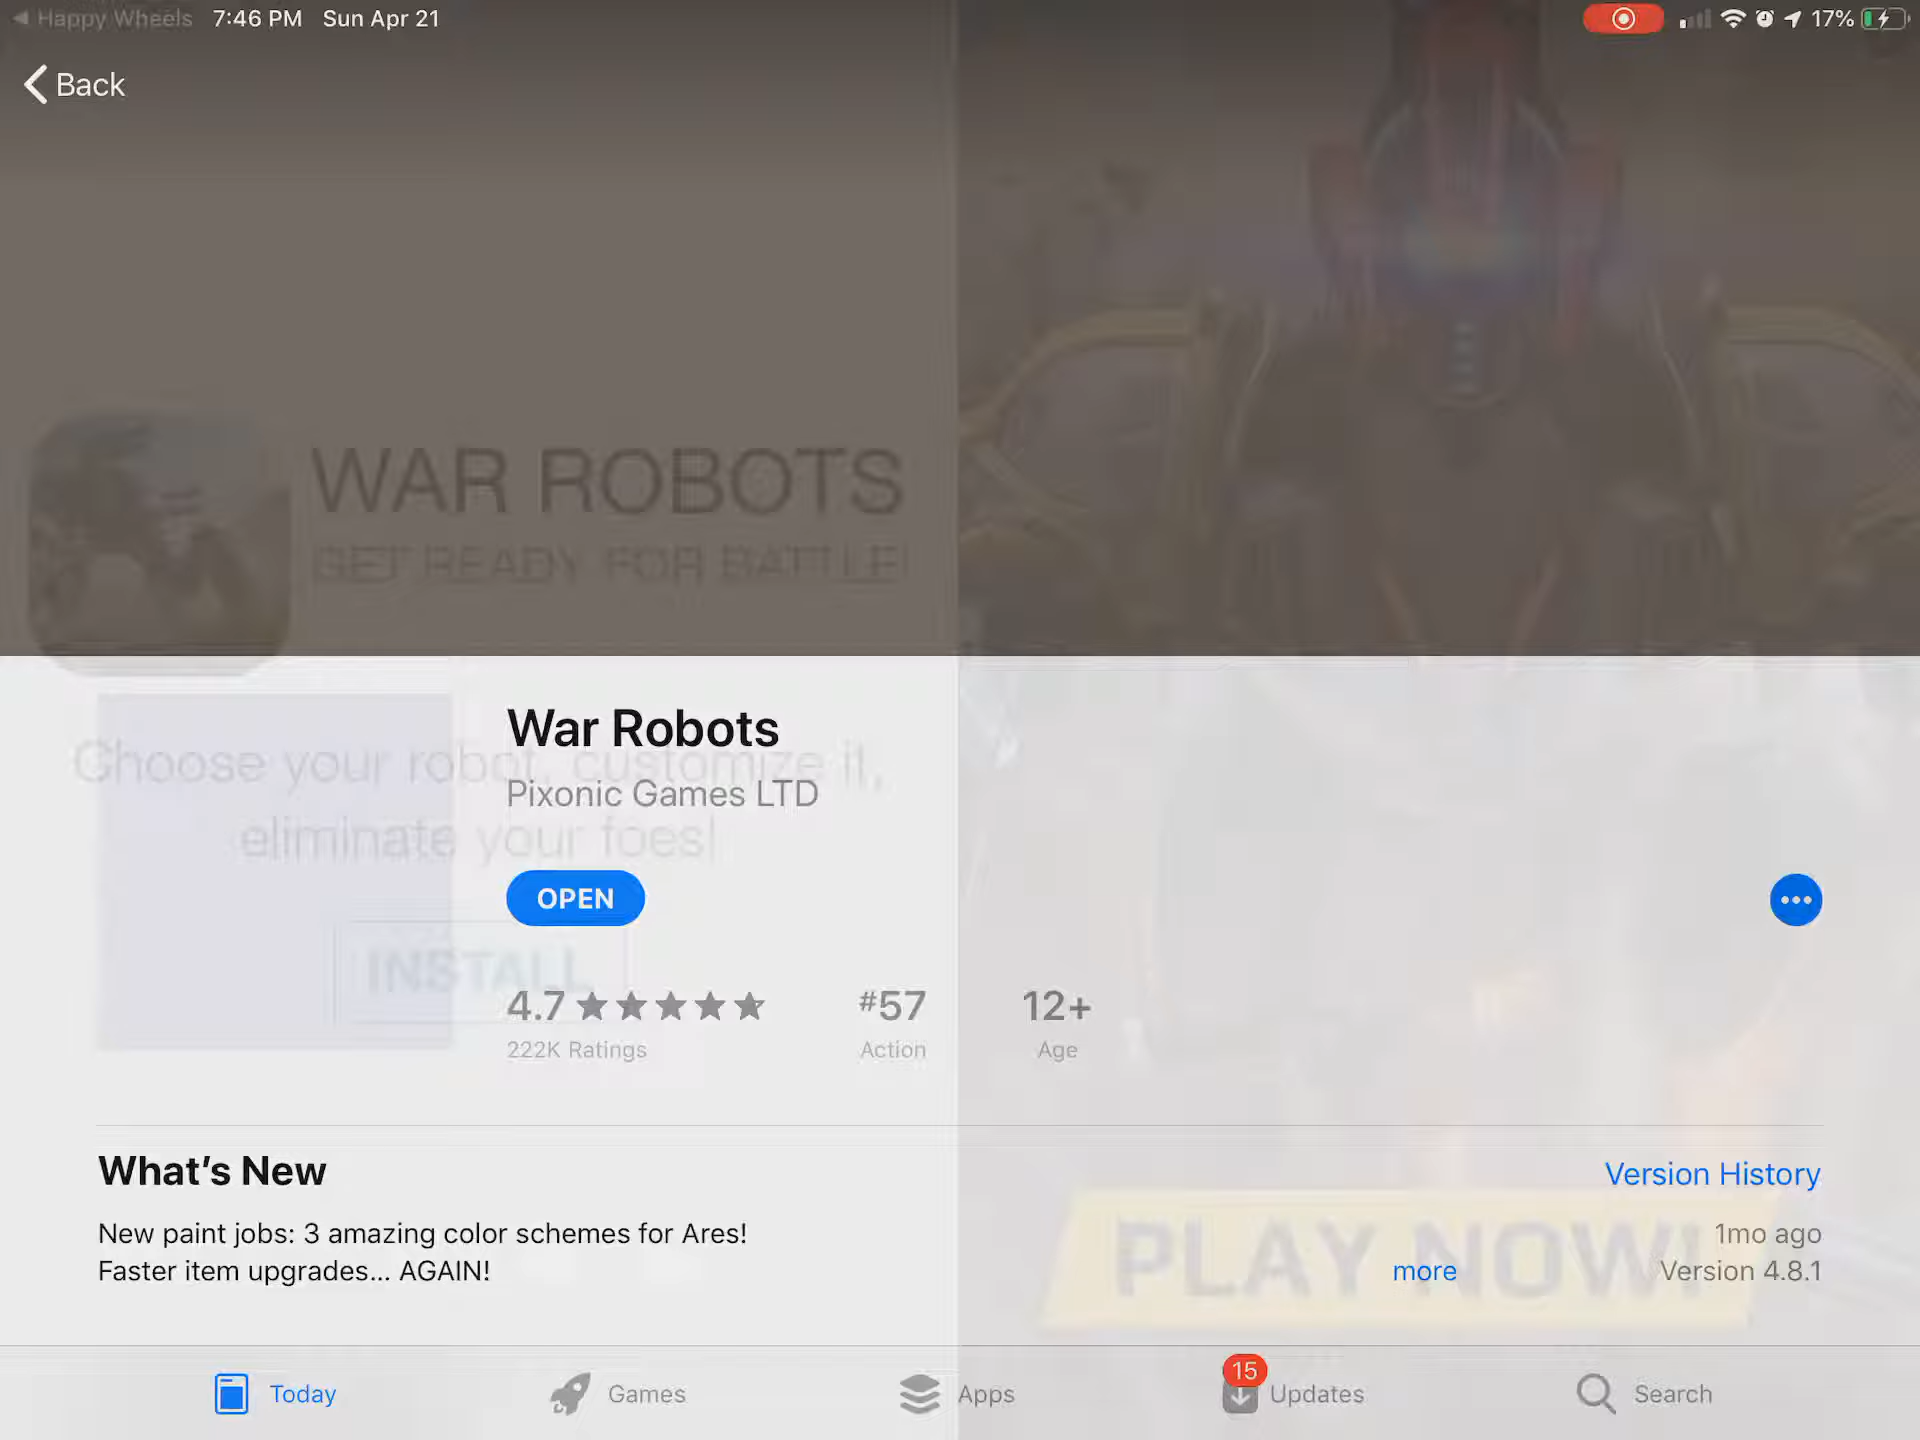 Happy Wheels 7:46 PM Sun Apr 21 17%
Back
WAR ROBOTS
GET READY FOR BATTLE!
War Robots
Choose your robot, customize it,
Pixonic Games LTD
eliminate your foes!
OPEN
INSTALL
4.7 #57 12+
222K Ratings Action Age
What's New Version History
New paint jobs: 3 amazing color schemes for Ares! 1mo ago
Faster item upgrades... AGAIN! more Version 4.8.1
PLAY NOW!
Today Games Apps 15 Updates Search